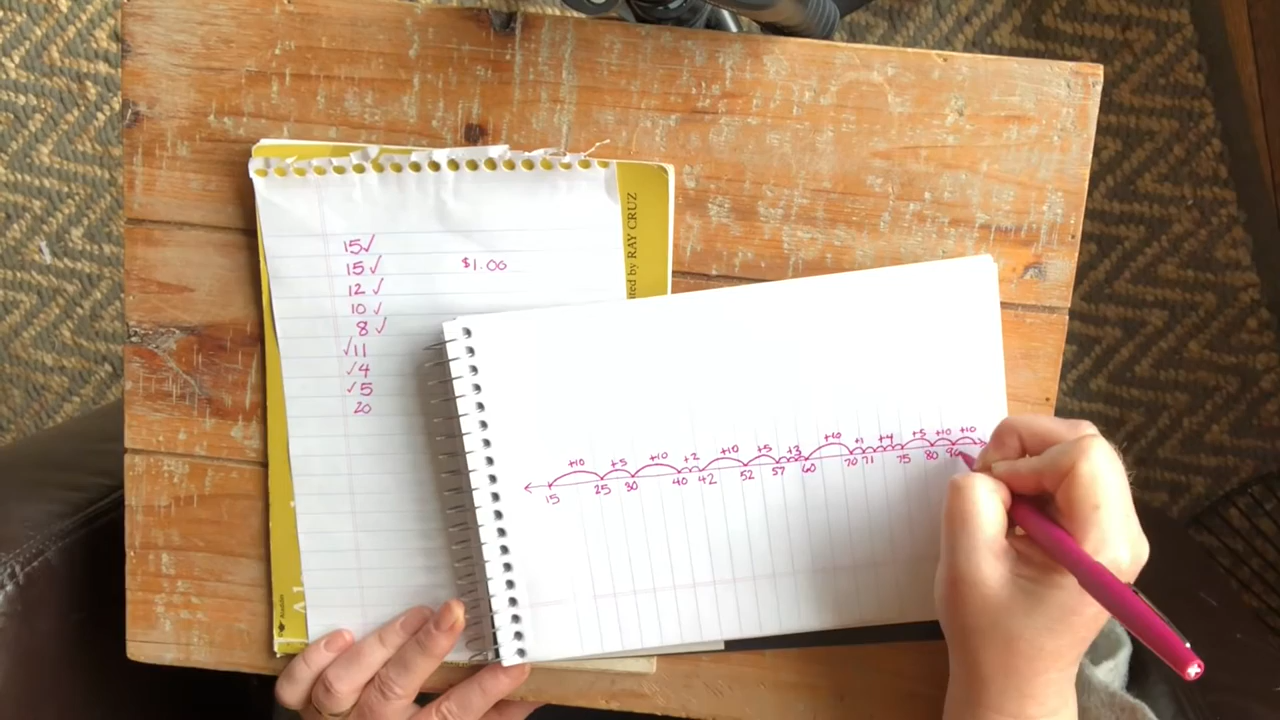 15✓
15✓
$1.00
12✓
10✓
8✓
✓11
✓4
✓5
20
ted by RAY CRUZ
+10 +5 +10 +2 +10 +5 +3 +10 +1 +4 +5 +10 +10
15 25 30 40 42 52 57 60 70 71 75 80 90
Aladdin